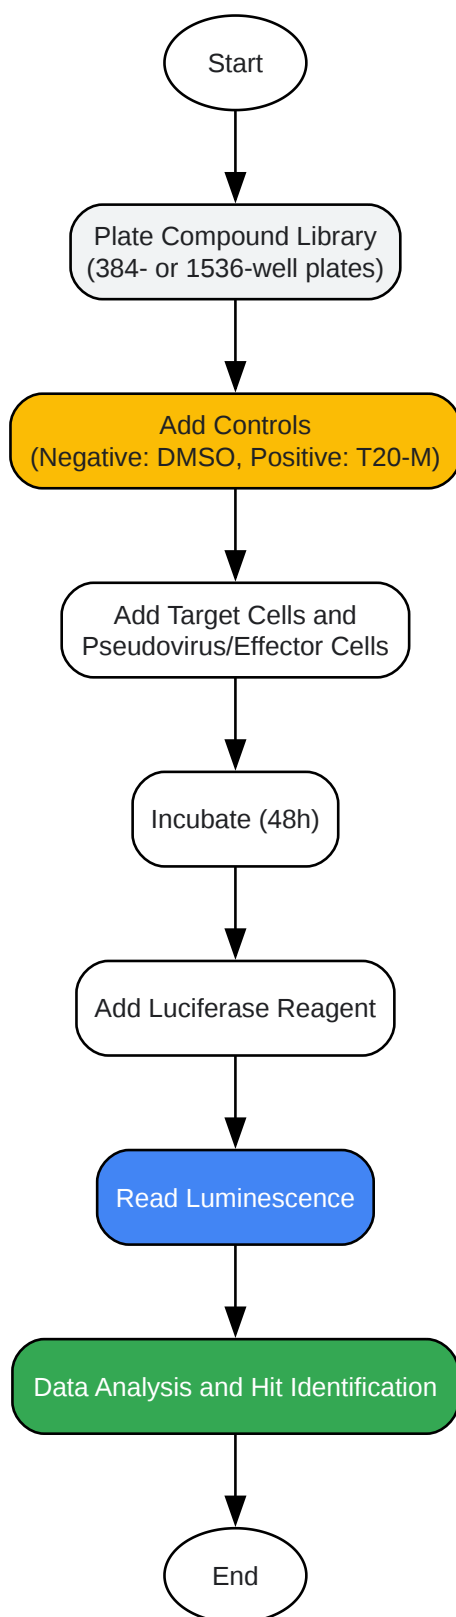 Start
Plate Compound Library
(384- or 1536-well plates)
Add Controls
(Negative: DMSO, Positive: T20-M)
Add Target Cells and
Pseudovirus/Effector Cells
Incubate (48h)
Add Luciferase Reagent
Read Luminescence
Data Analysis and Hit Identification
End